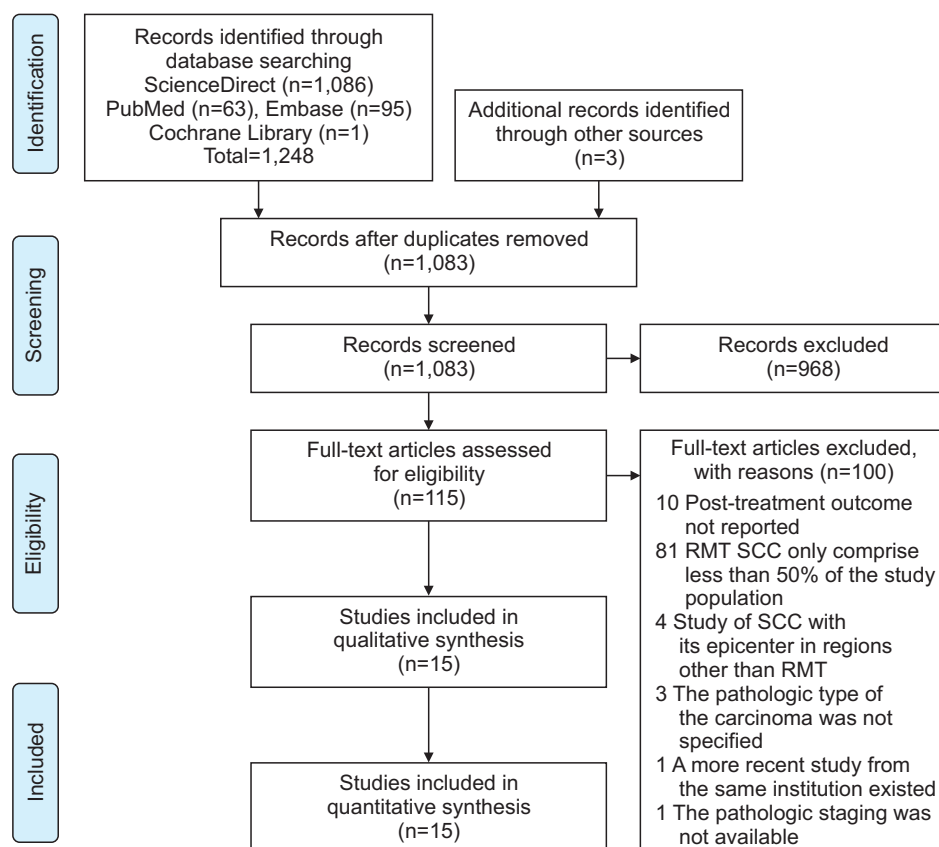 Identification
Records identified through
database searching
ScienceDirect (n=1,086)
PubMed (n=63), Embase (n=95)
Cochrane Library (n=1)
Total=1,248
Additional records identified
through other sources
(n=3)
Records after duplicates removed
(n=1,083)
Screening
Records screened
(n=1,083)
Records excluded
(n=968)
Eligibility
Full-text articles assessed
for eligibility
(n=115)
Full-text articles excluded,
with reasons (n=100)
10 Post-treatment outcome
not reported
81 RMT SCC only comprise
less than 50% of the study
population
4 Study of SCC with
its epicenter in regions
other than RMT
3 The pathologic type of
the carcinoma was not
specified
1 A more recent study from
the same institution existed
1 The pathologic staging was
not available
Studies included in
qualitative synthesis
(n=15)
Included
Studies included in
quantitative synthesis
(n=15)